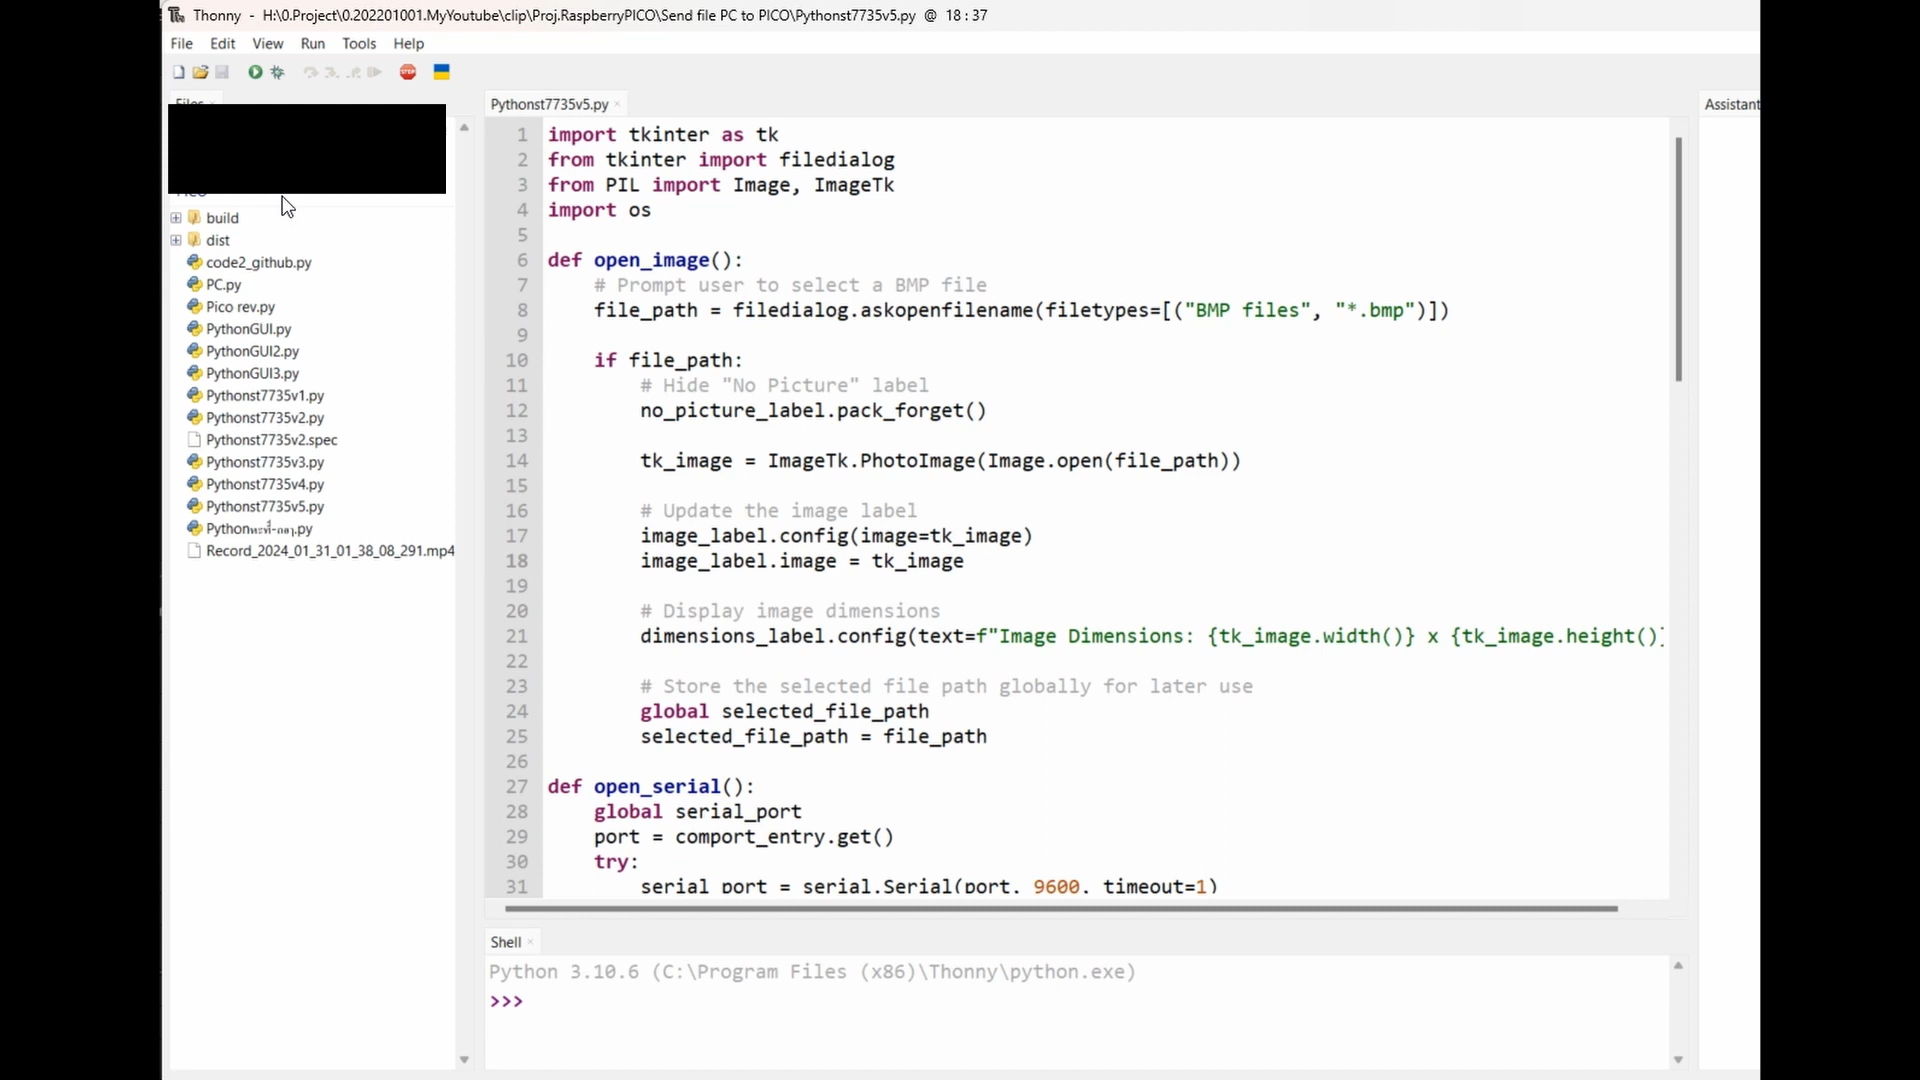 Thonny - H:\0.Project\0.202201001.MyYoutube\clip\Proj.RaspberryPICO\Send file PC to PICO\Pythonst7735v5.py @ 18 : 37
File Edit View Run Tools Help
Files
build
dist
code2_github.py
PC.py
Pico rev.py
PythonGUI.py
PythonGUI2.py
PythonGUI3.py
Pythonst7735v1.py
Pythonst7735v2.py
Pythonst7735v2.spec
Pythonst7735v3.py
Pythonst7735v4.py
Pythonst7735v5.py
Record_2024_01_31_01_38_08_291.mp4
Pythonst7735v5.py
1 import tkinter as tk
2 from tkinter import filedialog
3 from PIL import Image, ImageTk
4 import os
5
6 def open_image():
7 # Prompt user to select a BMP file
8 file_path = filedialog.askopenfilename(filetypes=[("BMP files", "*.bmp")])
9
10 if file_path:
11 # Hide "No Picture" label
12 no_picture_label.pack_forget()
13
14 tk_image = ImageTk.PhotoImage(Image.open(file_path))
15
16 # Update the image label
17 image_label.config(image=tk_image)
18 image_label.image = tk_image
19
20 # Display image dimensions
21 dimensions_label.config(text=f"Image Dimensions: {tk_image.width()} x {tk_image.height()}
22
23 # Store the selected file path globally for later use
24 global selected_file_path
25 selected_file_path = file_path
26
27 def open_serial():
28 global serial_port
29 port = comport_entry.get()
30 try:
31 serial_port = serial.Serial(port, 9600, timeout=1)
Shell
Python 3.10.6 (C:\Program Files (x86)\Thonny\python.exe)
>>>
Assistant